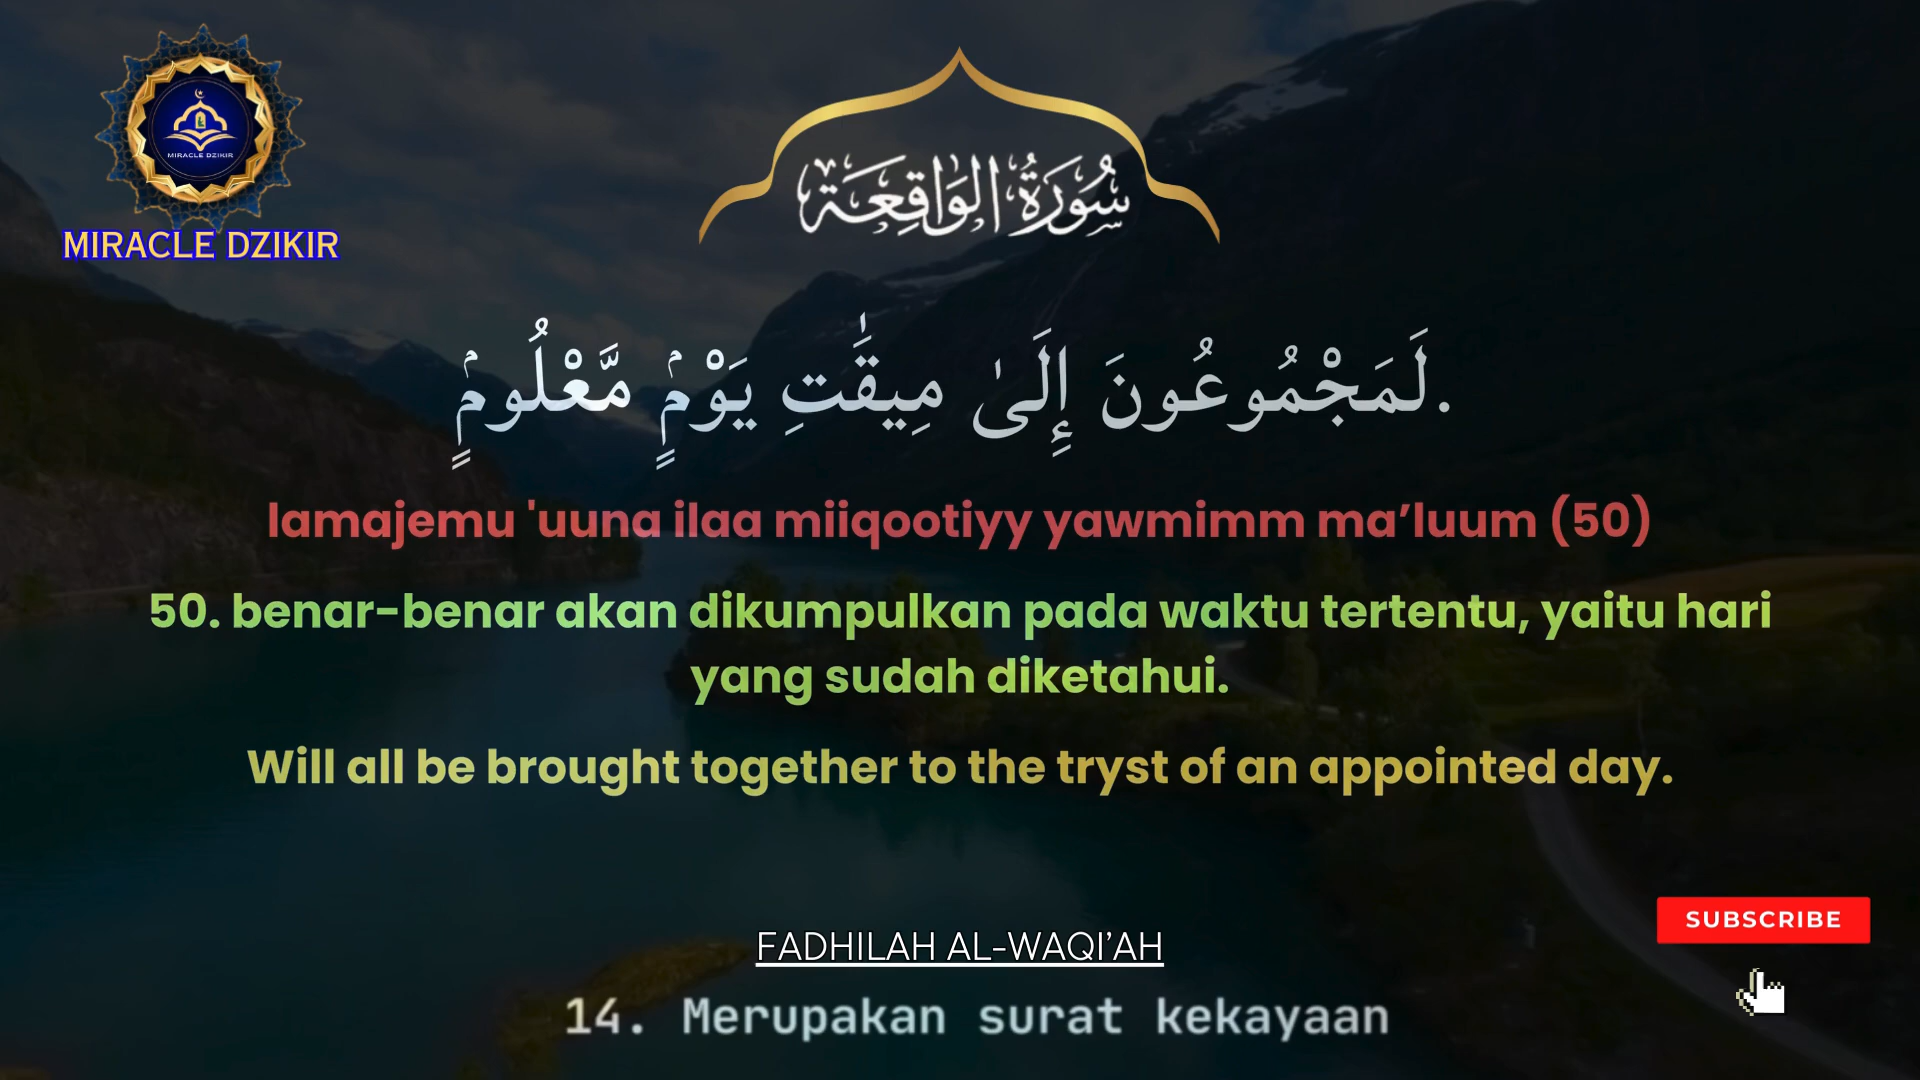 MIRACLE DZIKIR
MIRACLE DZIKIR
سُورَةُ الوَاقِعَة
لَمَجْمُوعُونَ إِلَىٰ مِيقَٰتِ يَوْمٍۢ مَّعْلُومٍۢ.
lamajemu 'uuna ilaa miiqootiyy yawmimm ma’luum (50)
50. benar-benar akan dikumpulkan pada waktu tertentu, yaitu hari
yang sudah diketahui.
Will all be brought together to the tryst of an appointed day.
SUBSCRIBE
FADHILAH AL-WAQI’AH
14. Merupakan surat kekayaan